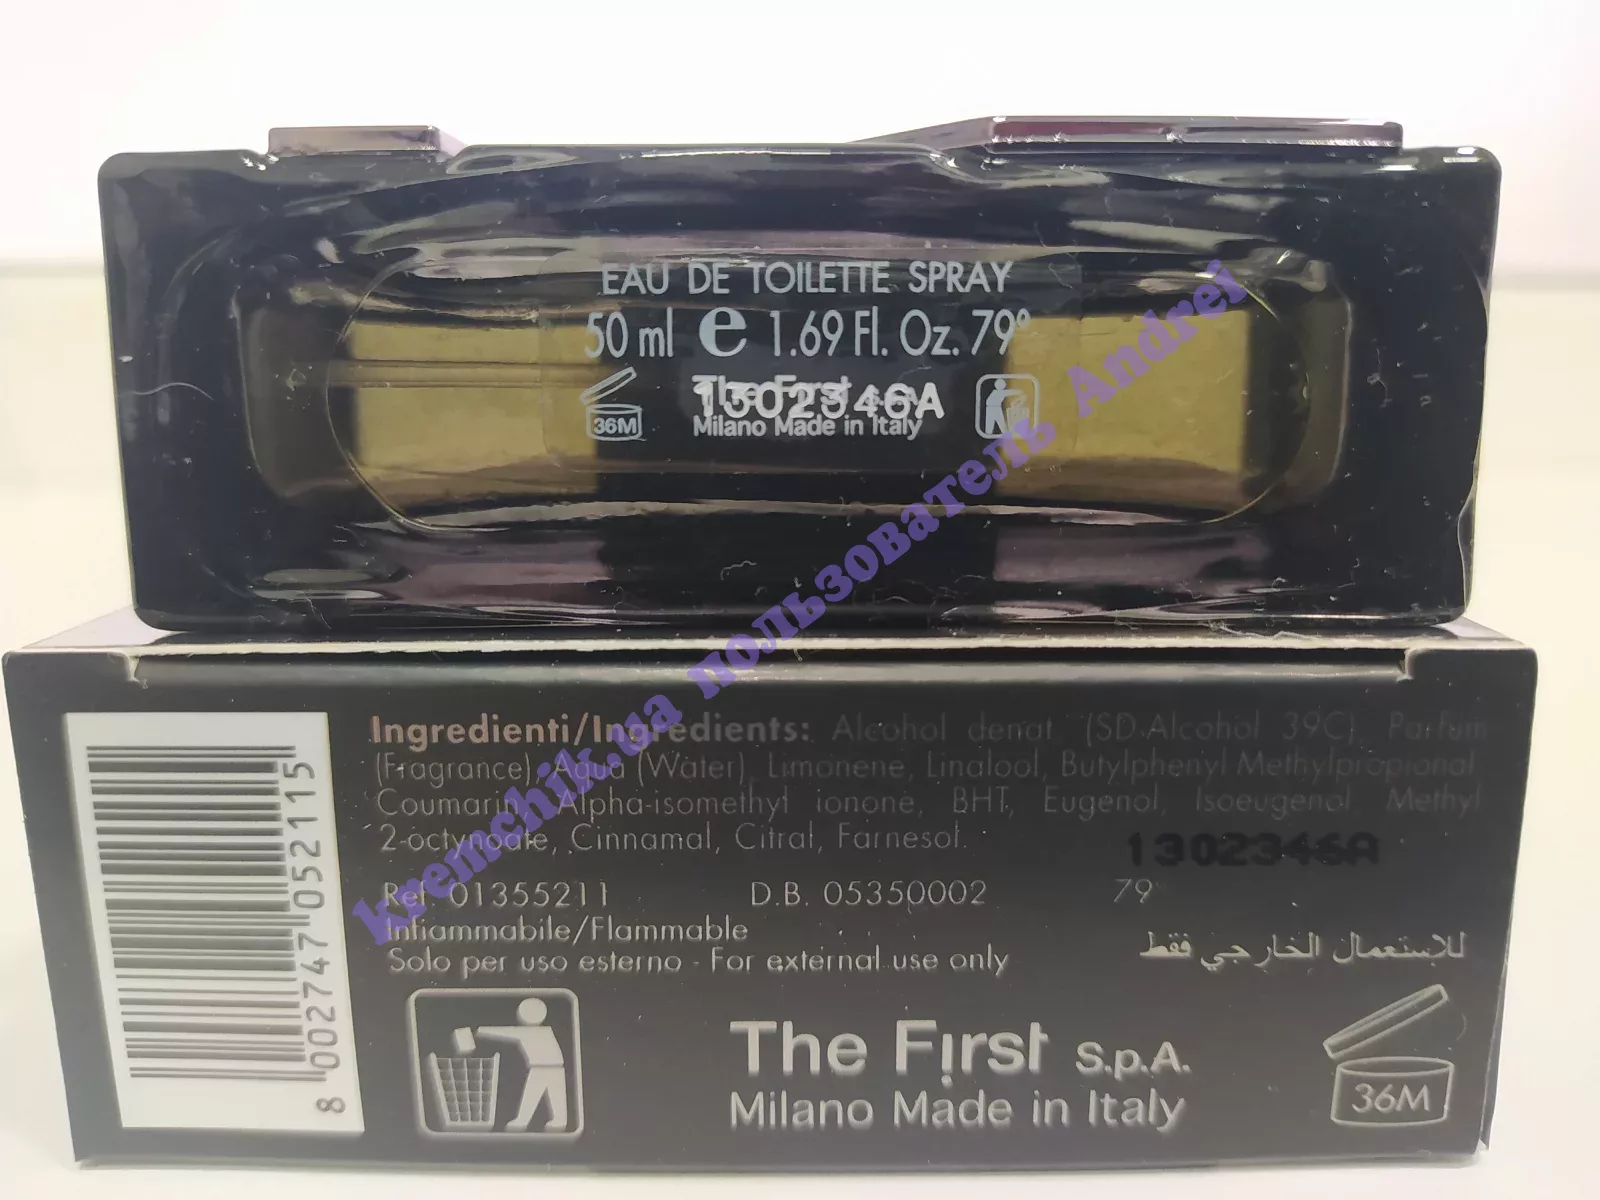 EAU DE TOILETTE SPRAY
50 ml e 1.69 Fl. Oz. 79°
36M
The First s.p.A.
1302346A
Milano Made in Italy
kremchik.ua пользователь Andrei
Ingredienti/Ingredients: Alcohol denat. (SD-Alcohol 39C), Parfum
(Fragrance), Aqua (Water), Limonene, Linalool, Butylphenyl Methylpropional,
Coumarin, Alpha-isomethyl ionone, BHT, Eugenol, Isoeugenol, Methyl
2-octynoate, Cinnamal, Citral, Farnesol.
1302346A
Ref. 01355211 D.B. 05350002 79°
Infiammabile/Flammable
Solo per uso esterno - For external use only
للإستعمال الخارجي فقط
The First S.p.A.
Milano Made in Italy
36M
8 002747 052115